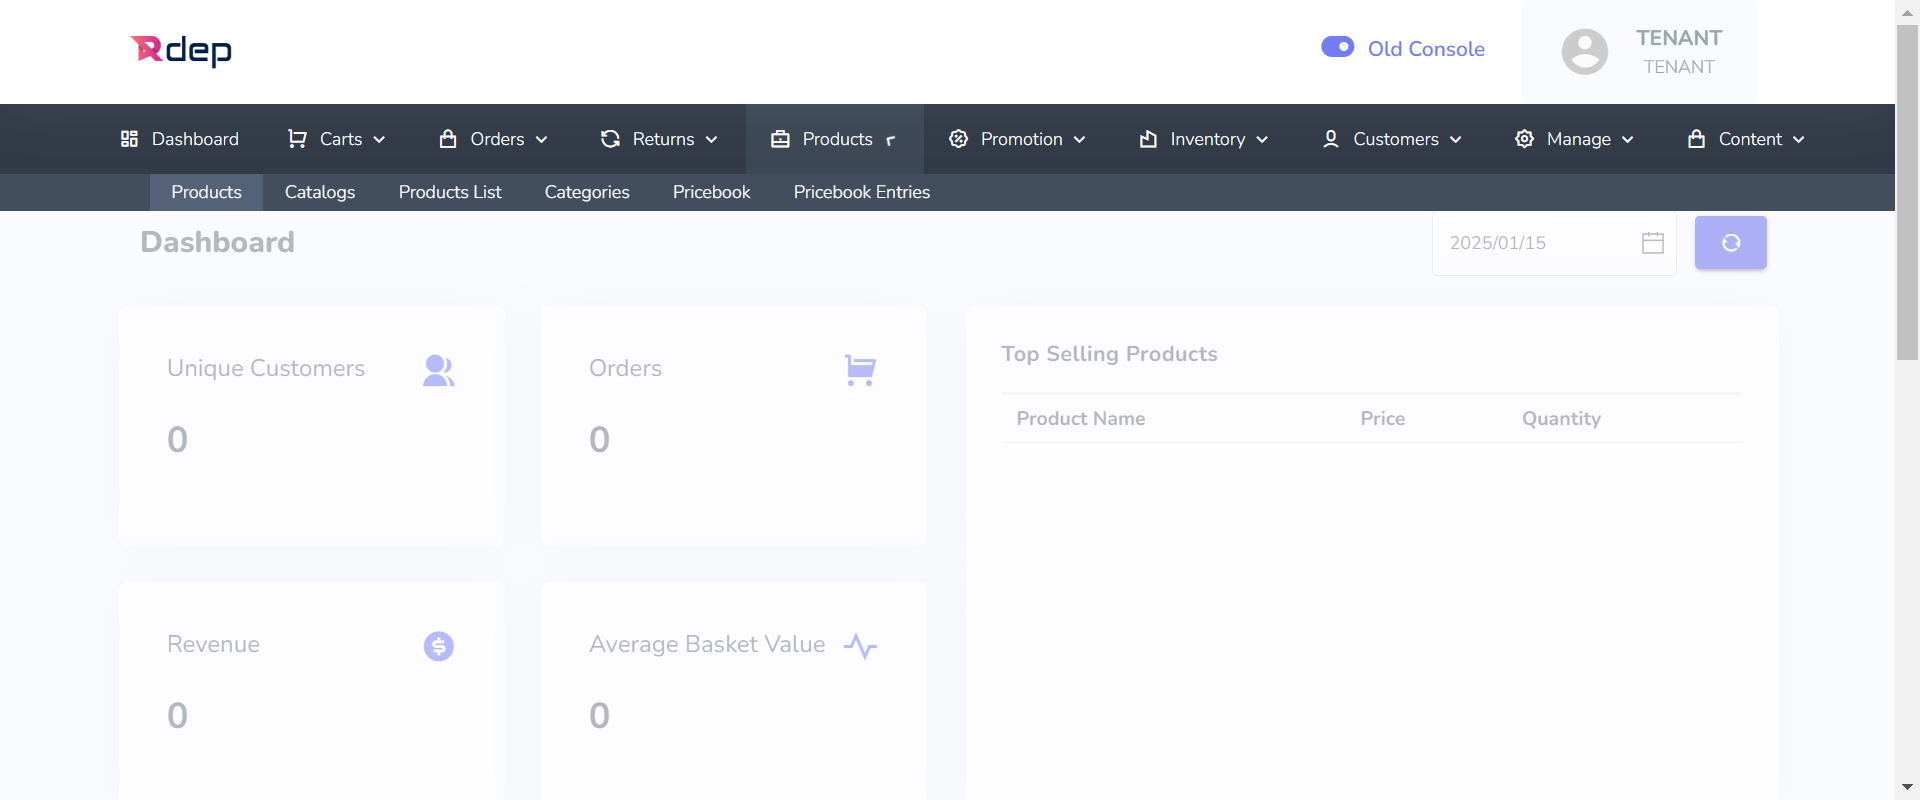 Rdep
Old Console
TENANT
TENANT
Dashboard Carts Orders Returns Products Promotion Inventory Customers Manage Content
Products Catalogs Products List Categories Pricebook Pricebook Entries
Dashboard
2025/01/15
Unique Customers
0
Orders
0
Top Selling Products
Product Name Price Quantity
Revenue
0
Average Basket Value
0